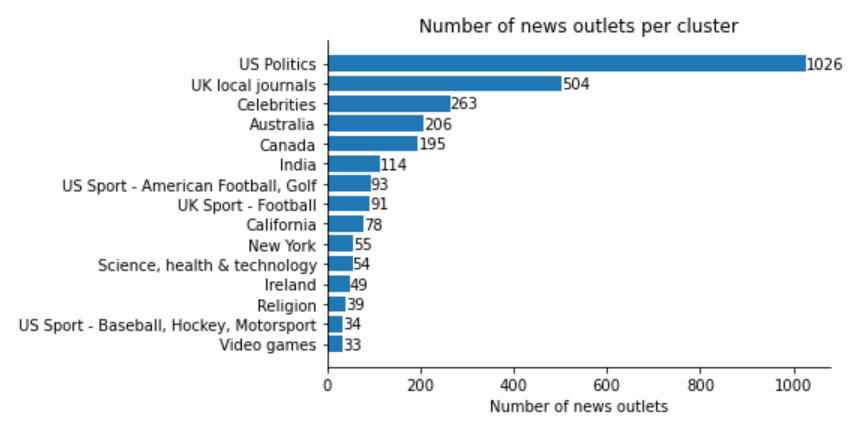 Number of news outlets per cluster
US Politics 1026
UK local journals 504
Celebrities 263
Australia 206
Canada 195
India 114
US Sport - American Football, Golf 93
UK Sport - Football 91
California 78
New York 55
Science, health & technology 54
Ireland 49
Religion 39
US Sport - Baseball, Hockey, Motorsport 34
Video games 33
0 200 400 600 800 1000
Number of news outlets